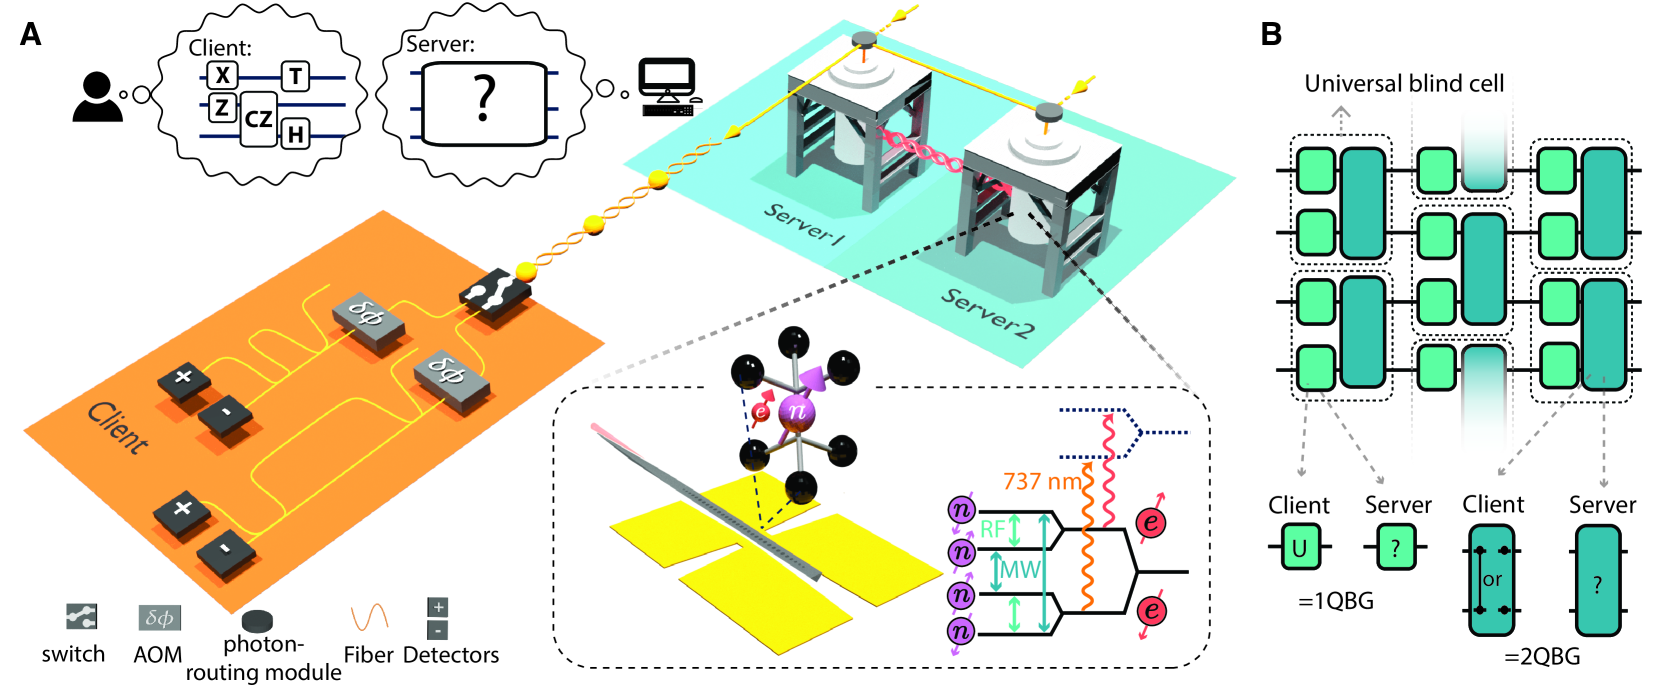 A
Client:
X
T
Z
CZ
H
Server:
?
Server1
Server2
δϕ
δϕ
+
-
Client
+
-
e
n
737 nm
n
RF
n
MW
n
n
e
e
switch
δϕ
AOM
photon-
routing module
Fiber
+
-
Detectors
B
Universal blind cell
Client
Server
Client
Server
U
?
or
?
=1QBG
=2QBG